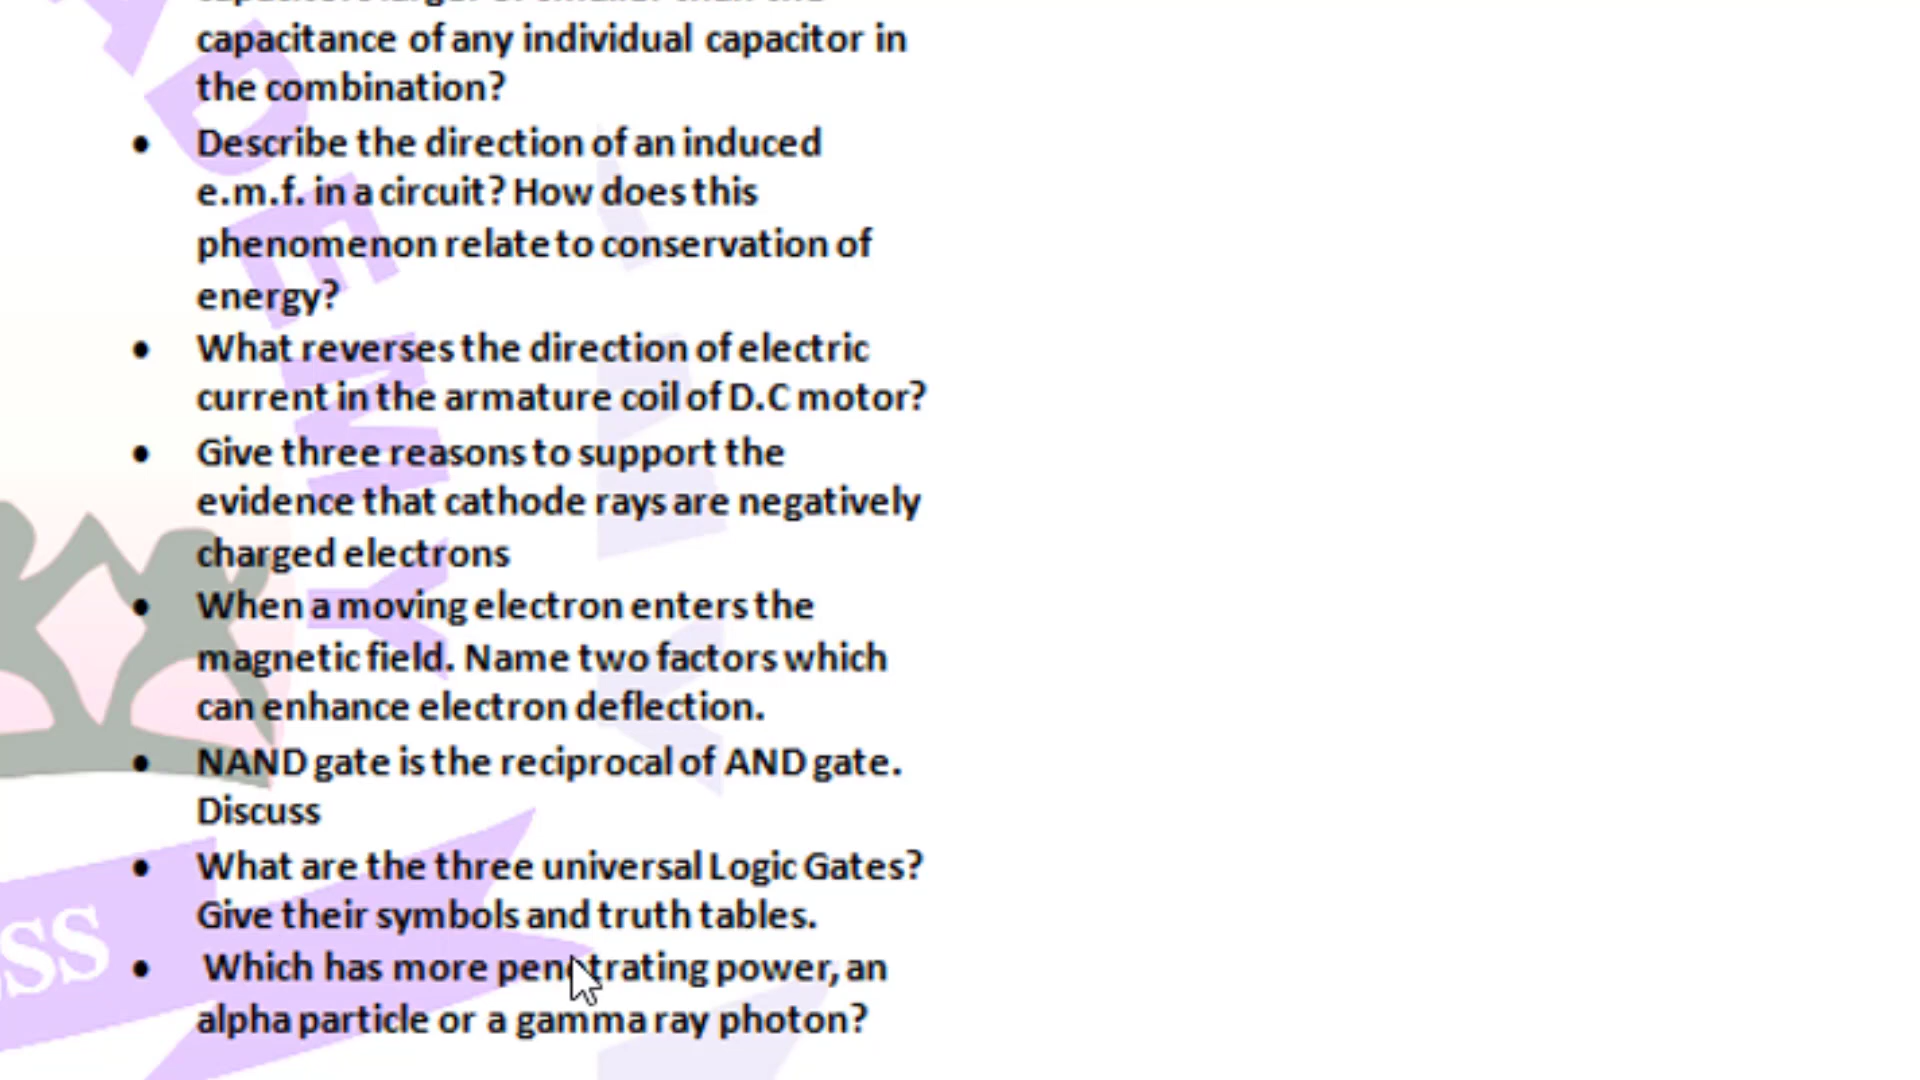 capacitance of any individual capacitor in
the combination?
• Describe the direction of an induced
e.m.f. in a circuit? How does this
phenomenon relate to conservation of
energy?
• What reverses the direction of electric
current in the armature coil of D.C motor?
• Give three reasons to support the
evidence that cathode rays are negatively
charged electrons
• When a moving electron enters the
magnetic field. Name two factors which
can enhance electron deflection.
• NAND gate is the reciprocal of AND gate.
Discuss
• What are the three universal Logic Gates?
Give their symbols and truth tables.
• Which has more penetrating power, an
alpha particle or a gamma ray photon?
ADEMY
SS